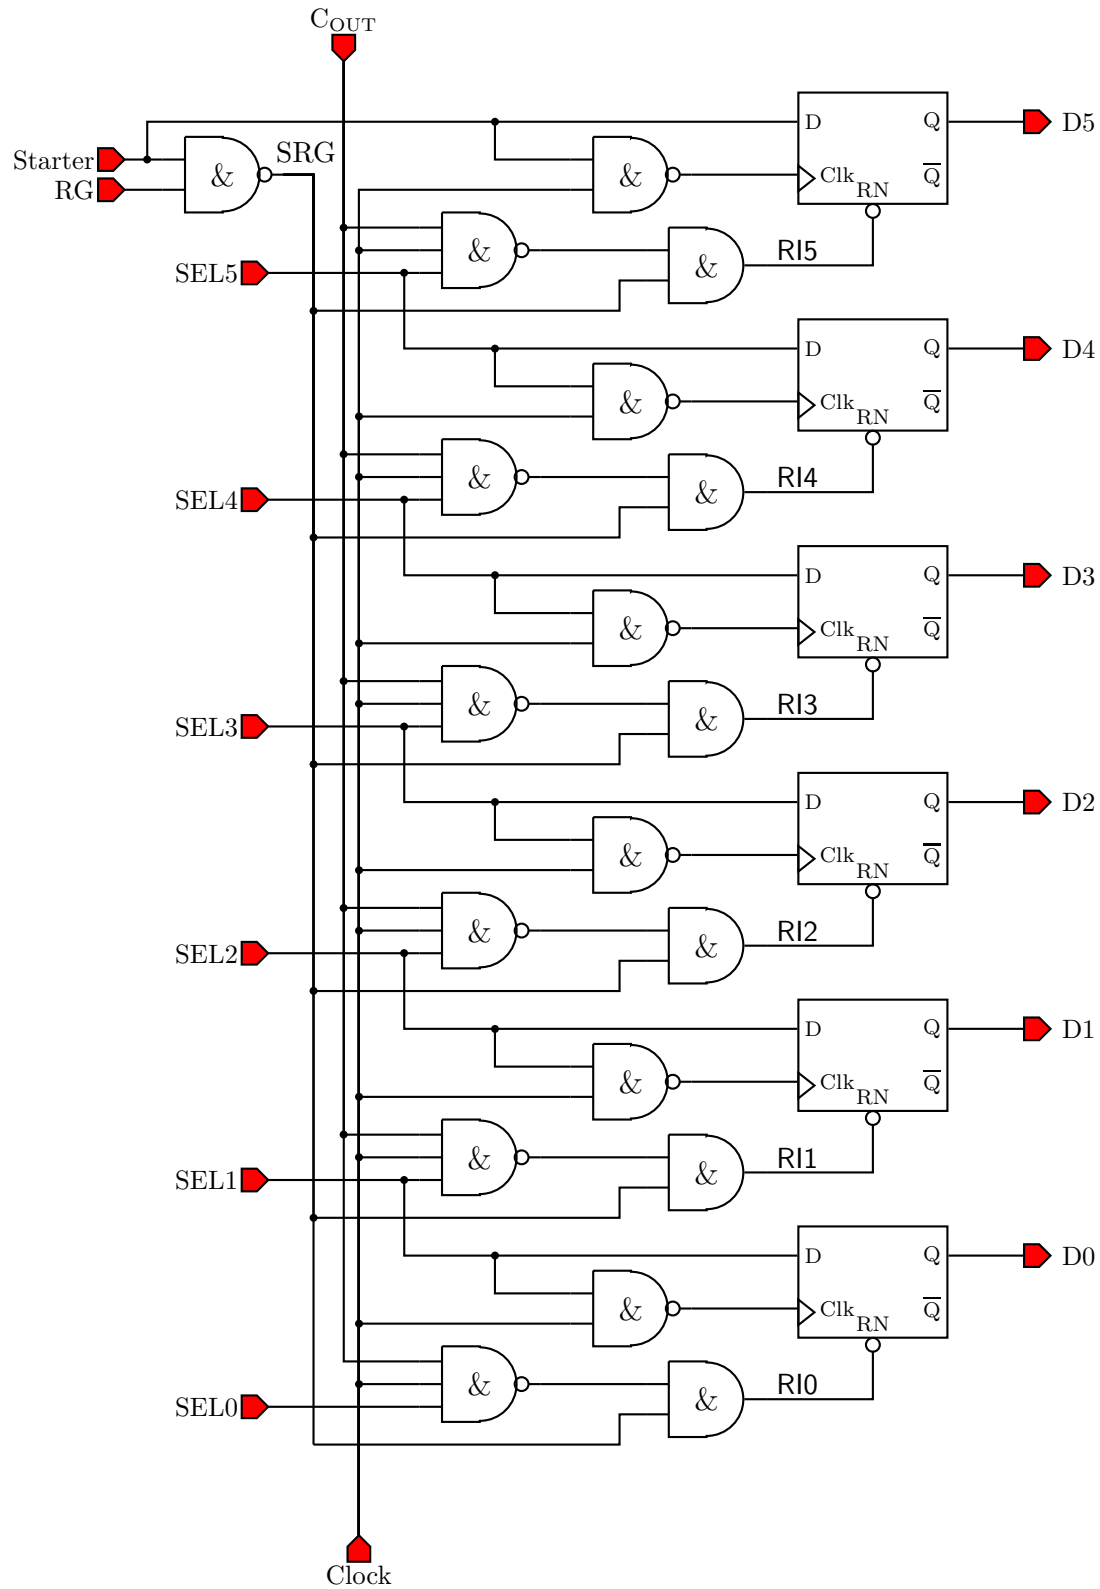 C_OUT
D Q D5
Starter & SRG & Clk RN Q̅
RG
& & RI5
SEL5
D Q D4
& Clk RN Q̅
& & RI4
SEL4
D Q D3
& Clk RN Q̅
& & RI3
SEL3
D Q D2
& Clk RN Q̅
& & RI2
SEL2
D Q D1
& Clk RN Q̅
& & RI1
SEL1
D Q D0
& Clk RN Q̅
& & RI0
SEL0
Clock